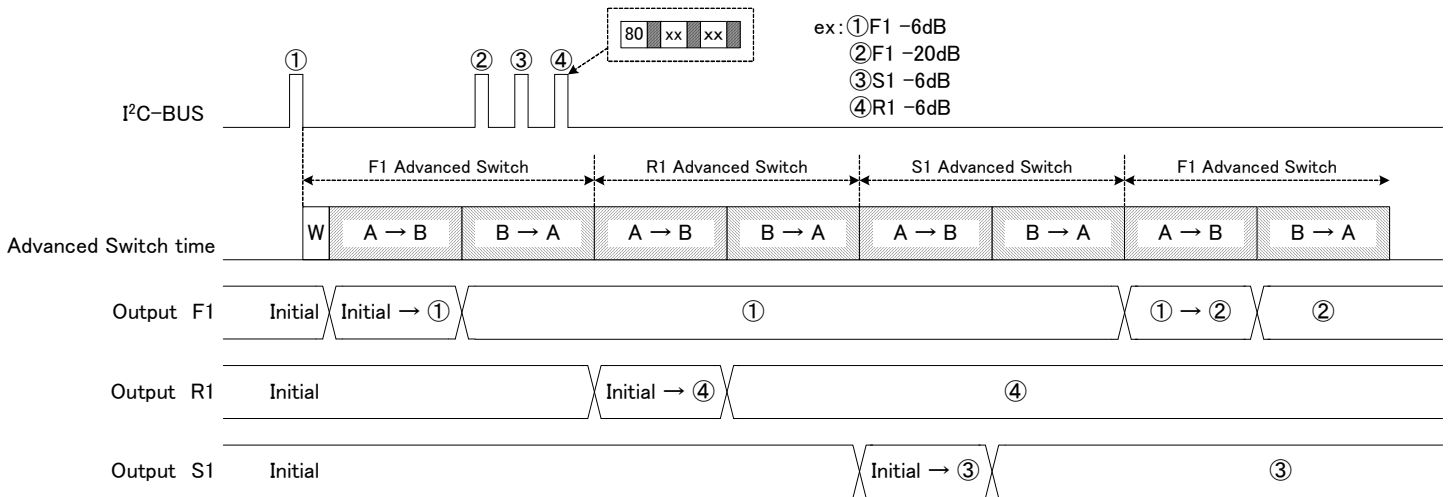 80 xx xx
ex:①F1 -6dB
②F1 -20dB
③S1 -6dB
④R1 -6dB
① ② ③ ④
I²C-BUS
F1 Advanced Switch R1 Advanced Switch S1 Advanced Switch F1 Advanced Switch
Advanced Switch time W A → B B → A A → B B → A A → B B → A A → B B → A
Output F1 Initial Initial → ① ① ① → ② ②
Output R1 Initial Initial → ④ ④
Output S1 Initial Initial → ③ ③